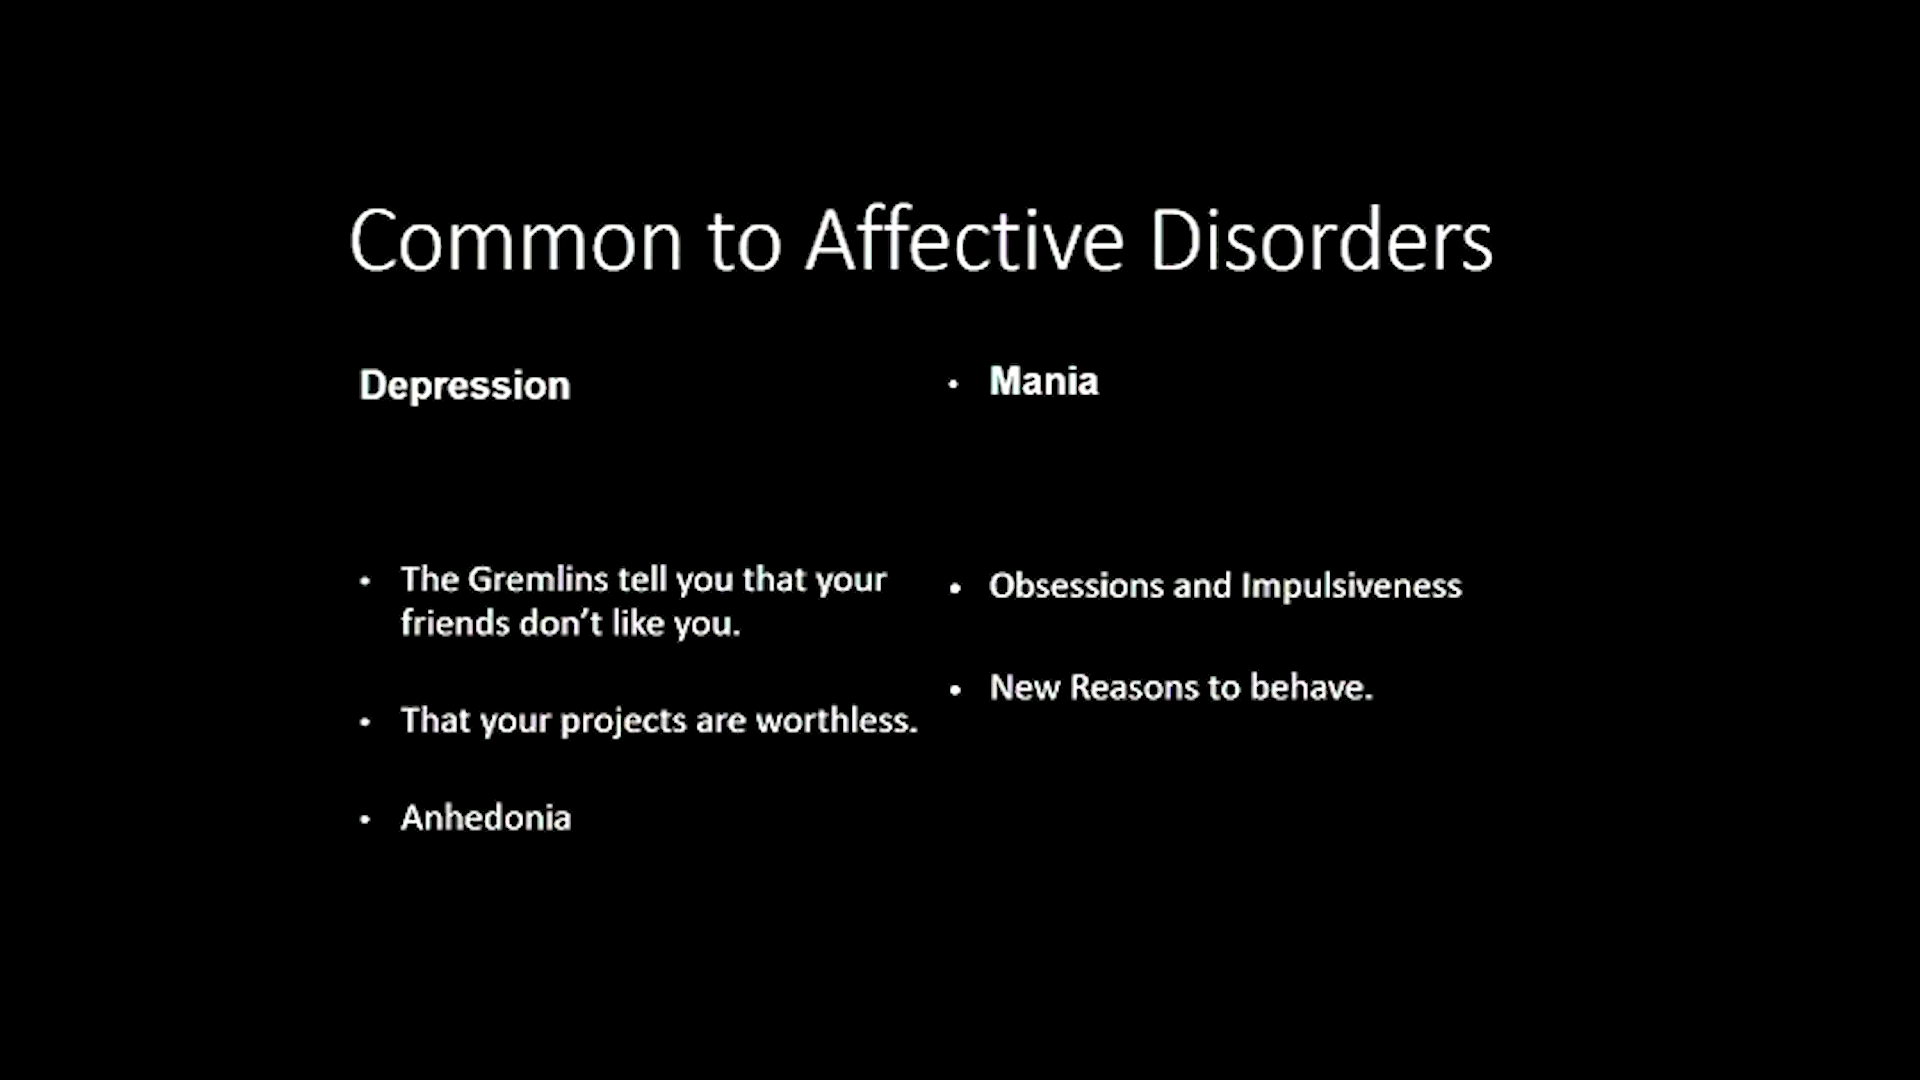 Common to Affective Disorders
Depression
• The Gremlins tell you that your
friends don’t like you.
• That your projects are worthless.
• Anhedonia
• Mania
• Obsessions and Impulsiveness
• New Reasons to behave.